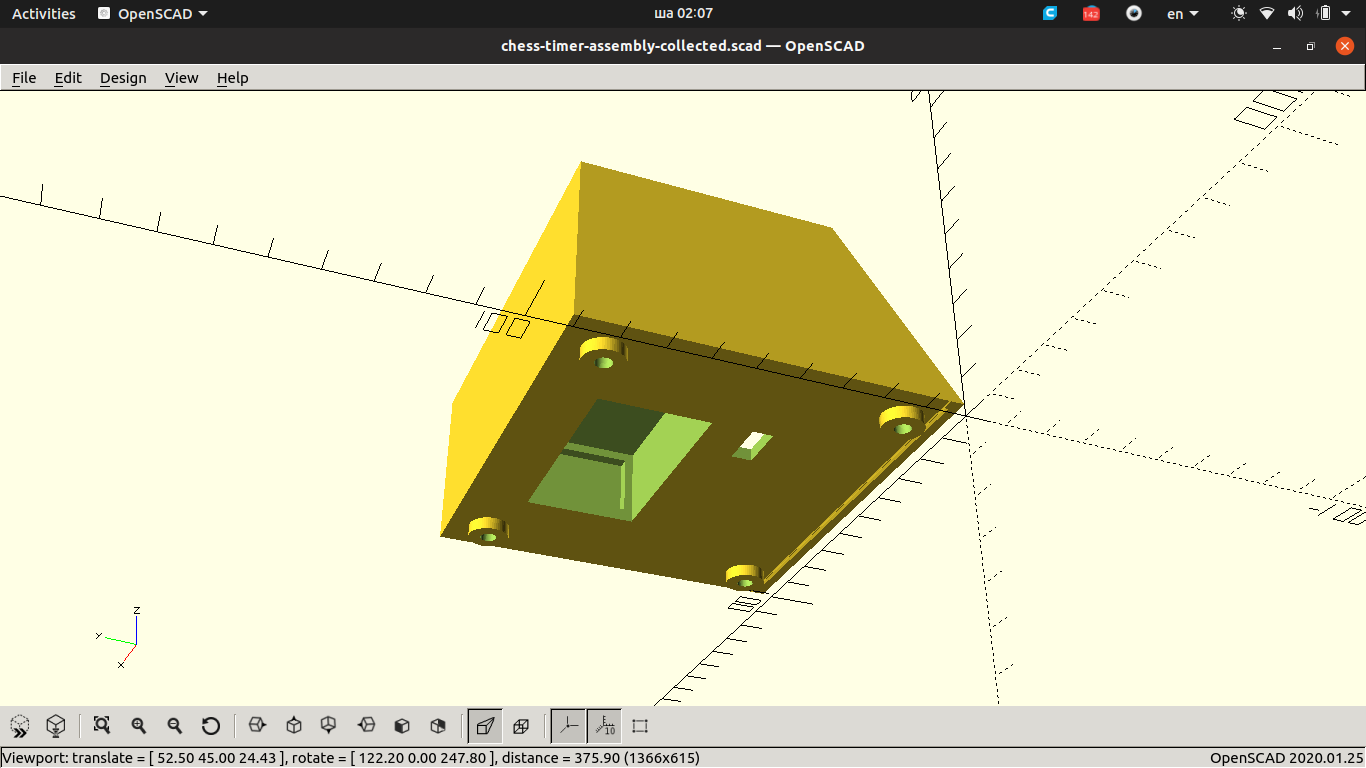 Activities OpenSCAD ша 02:07 142 en
chess-timer-assembly-collected.scad — OpenSCAD
File Edit Design View Help
z
Y
x
10
Viewport: translate = [ 52.50 45.00 24.43 ], rotate = [ 122.20 0.00 247.80 ], distance = 375.90 (1366x615) OpenSCAD 2020.01.25